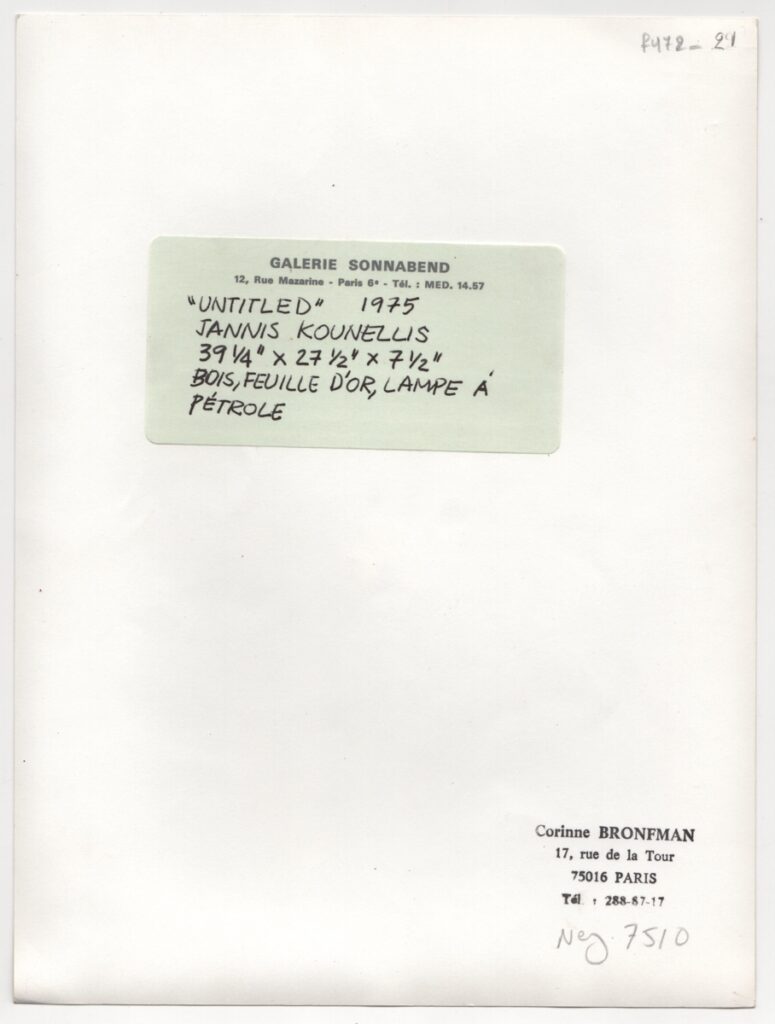 P472- 21
GALERIE SONNABEND
12, Rue Mazarine - Paris 6e - Tél. : MED. 14.57
"UNTITLED" 1975
JANNIS KOUNELLIS
39 1/4" X 27 1/2" X 7 1/2"
BOIS, FEUILLE D'OR, LAMPE À
PÉTROLE
Corinne BRONFMAN
17, rue de la Tour
75016 PARIS
Tél : 288-87-17
Neg. 7510